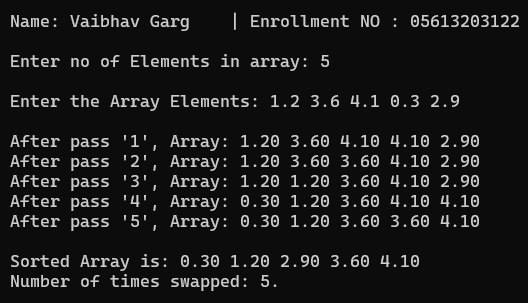 Name: Vaibhav Garg    | Enrollment NO : 05613203122
Enter no of Elements in array: 5
Enter the Array Elements: 1.2 3.6 4.1 0.3 2.9
After pass '1', Array: 1.20 3.60 4.10 4.10 2.90
After pass '2', Array: 1.20 3.60 3.60 4.10 2.90
After pass '3', Array: 1.20 1.20 3.60 4.10 2.90
After pass '4', Array: 0.30 1.20 3.60 4.10 4.10
After pass '5', Array: 0.30 1.20 3.60 3.60 4.10
Sorted Array is: 0.30 1.20 2.90 3.60 4.10
Number of times swapped: 5.